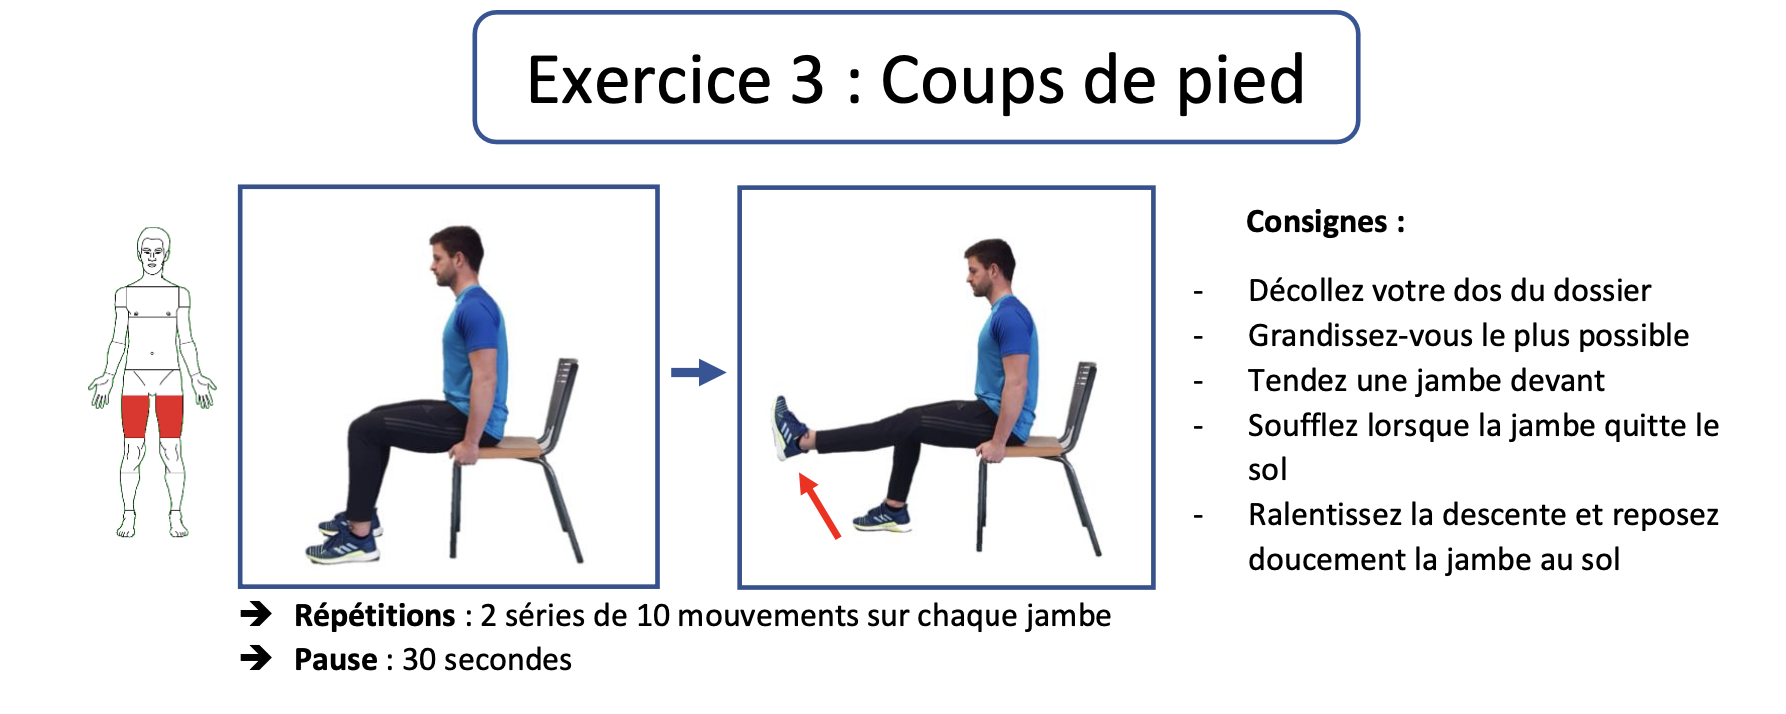 Exercice 3 : Coups de pied
Consignes :
- Décollez votre dos du dossier
- Grandissez-vous le plus possible
- Tendez une jambe devant
- Soufflez lorsque la jambe quitte le
sol
- Ralentissez la descente et reposez
doucement la jambe au sol
➔ Répétitions : 2 séries de 10 mouvements sur chaque jambe
➔ Pause : 30 secondes